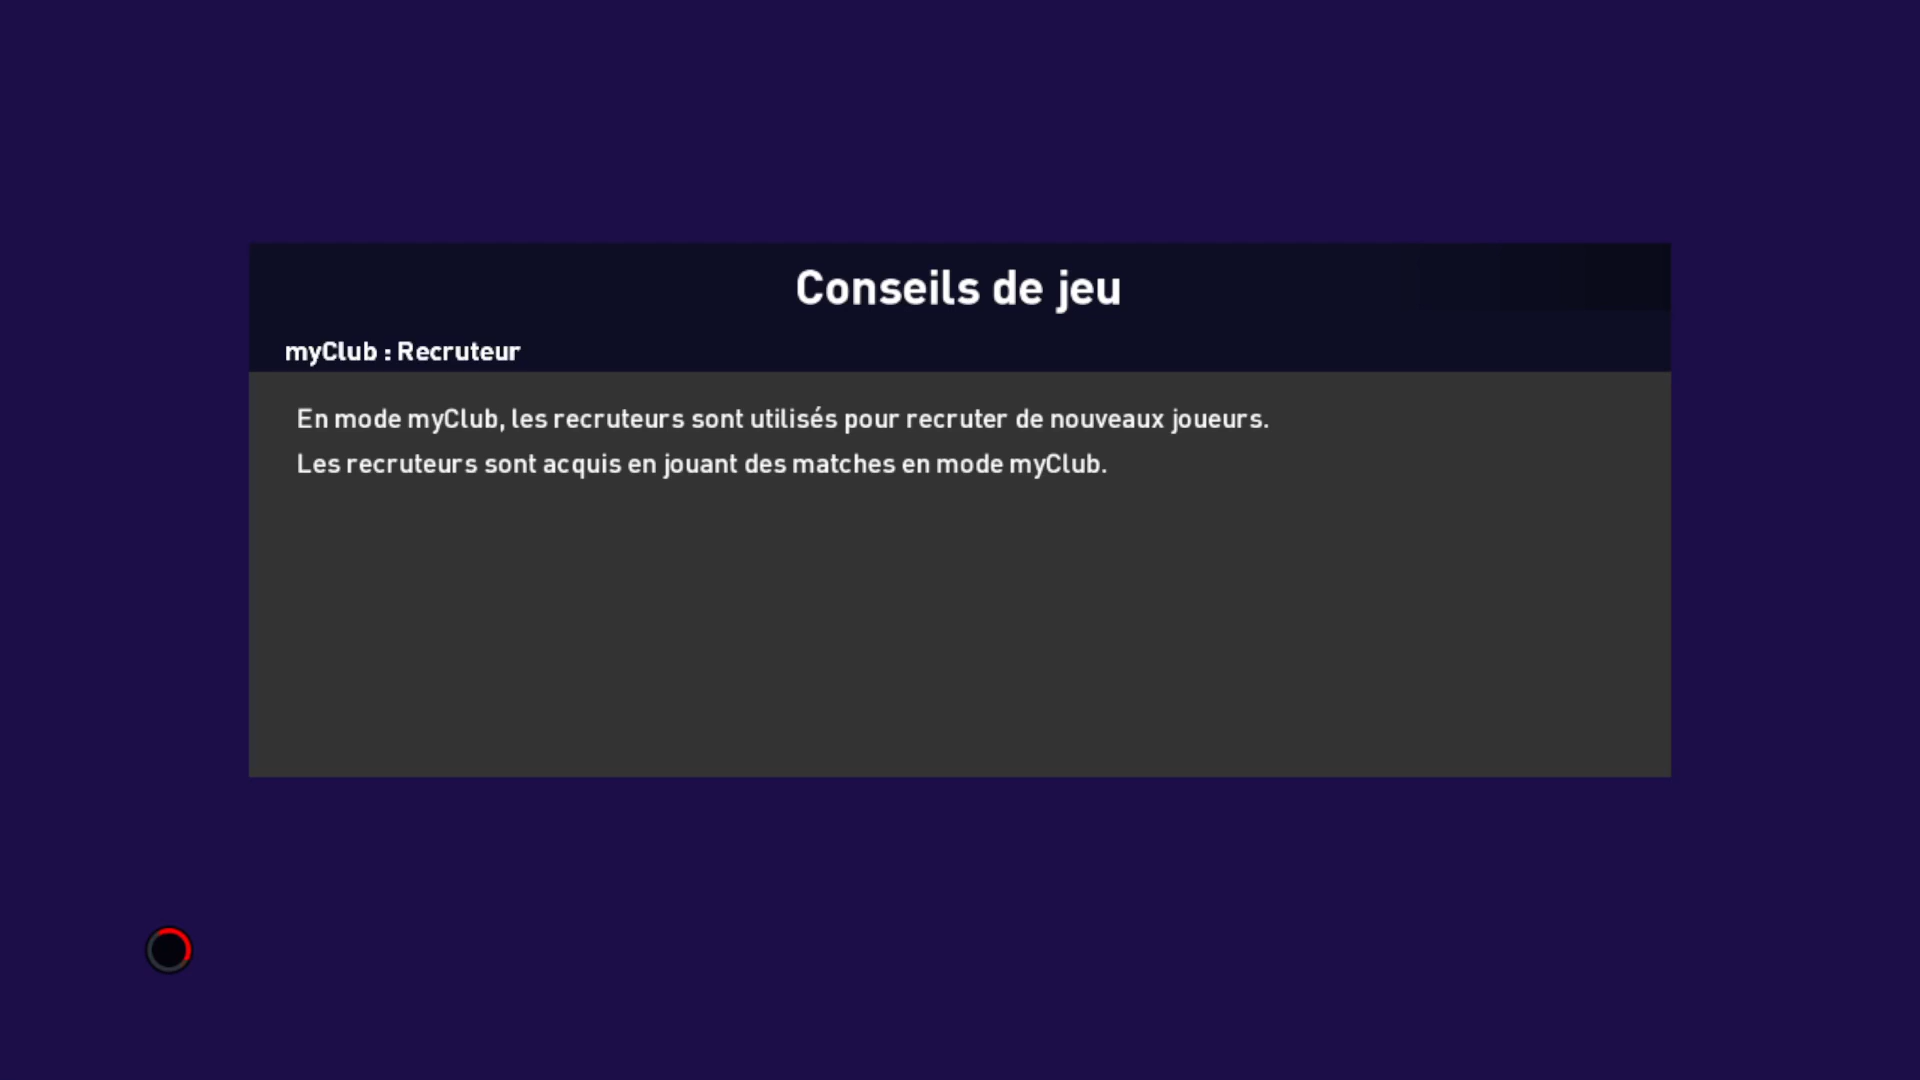 Conseils de jeu
myClub : Recruteur
En mode myClub, les recruteurs sont utilisés pour recruter de nouveaux joueurs.
Les recruteurs sont acquis en jouant des matches en mode myClub.